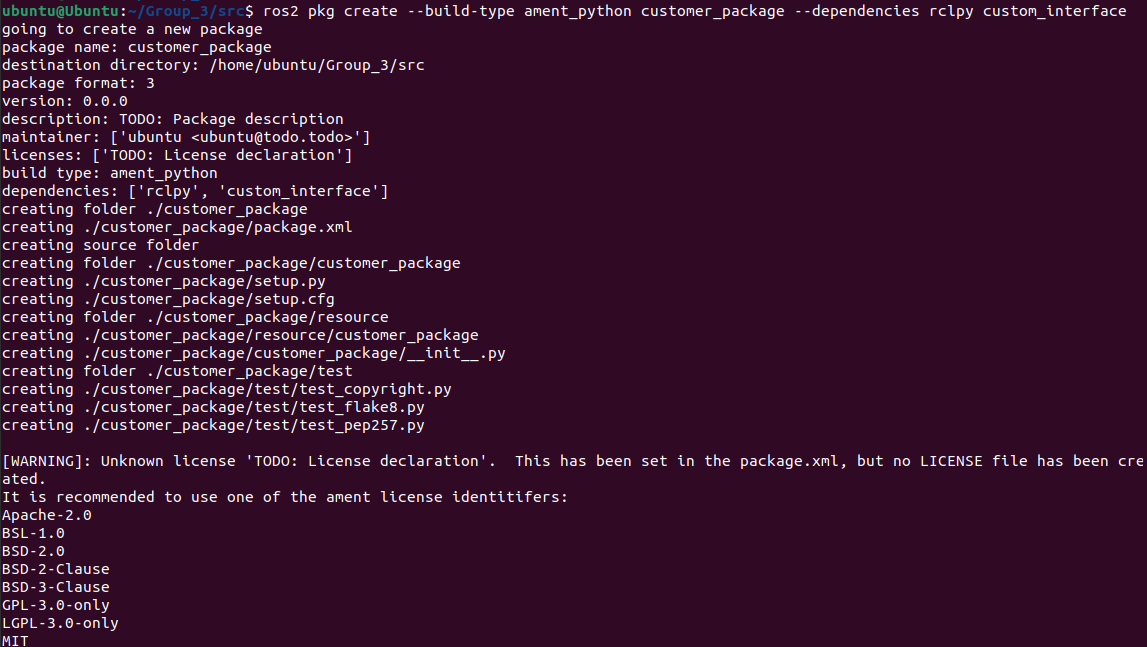 ubuntu@Ubuntu:~/Group_3/src$ ros2 pkg create --build-type ament_python customer_package --dependencies rclpy custom_interface
going to create a new package
package name: customer_package
destination directory: /home/ubuntu/Group_3/src
package format: 3
version: 0.0.0
description: TODO: Package description
maintainer: ['ubuntu <ubuntu@todo.todo>']
licenses: ['TODO: License declaration']
build type: ament_python
dependencies: ['rclpy', 'custom_interface']
creating folder ./customer_package
creating ./customer_package/package.xml
creating source folder
creating folder ./customer_package/customer_package
creating ./customer_package/setup.py
creating ./customer_package/setup.cfg
creating folder ./customer_package/resource
creating ./customer_package/resource/customer_package
creating ./customer_package/customer_package/__init__.py
creating folder ./customer_package/test
creating ./customer_package/test/test_copyright.py
creating ./customer_package/test/test_flake8.py
creating ./customer_package/test/test_pep257.py

[WARNING]: Unknown license 'TODO: License declaration'.  This has been set in the package.xml, but no LICENSE file has been cre
ated.
It is recommended to use one of the ament license identitifers:
Apache-2.0
BSL-1.0
BSD-2.0
BSD-2-Clause
BSD-3-Clause
GPL-3.0-only
LGPL-3.0-only
MIT